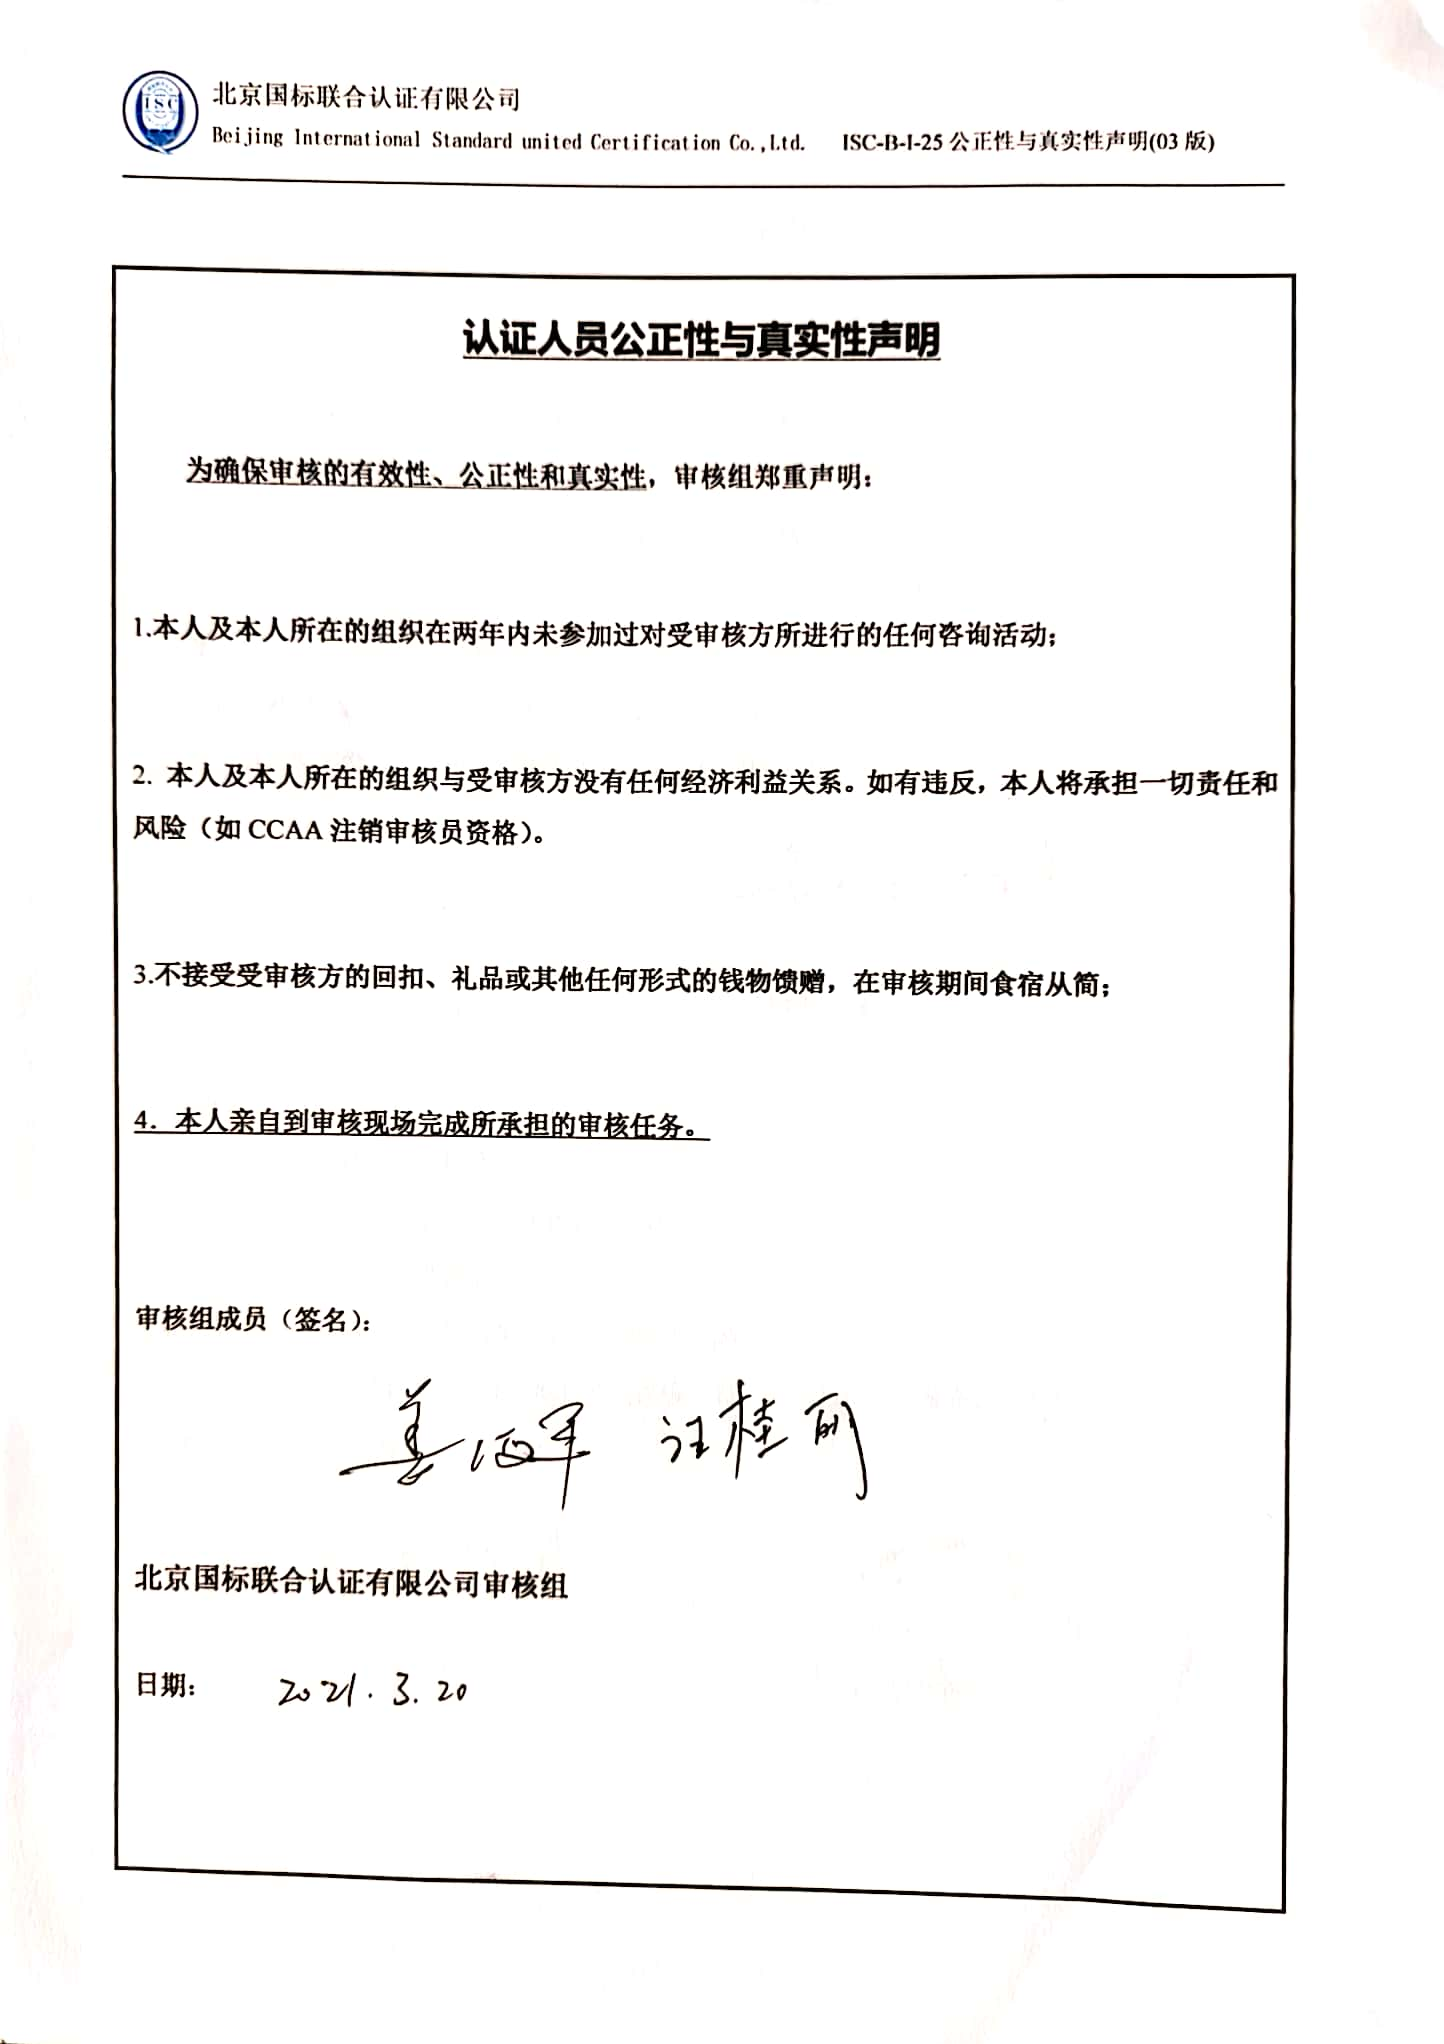 ISC
北京国标联合认证有限公司
Beijing International Standard united Certification Co.,Ltd. ISC-B-I-25 公正性与真实性声明(03 版)
认证人员公正性与真实性声明
为确保审核的有效性、公正性和真实性，审核组郑重声明：
1.本人及本人所在的组织在两年内未参加过对受审核方所进行的任何咨询活动；
2. 本人及本人所在的组织与受审核方没有任何经济利益关系。如有违反，本人将承担一切责任和
风险（如 CCAA 注销审核员资格）。
3.不接受受审核方的回扣、礼品或其他任何形式的钱物馈赠，在审核期间食宿从简；
4．本人亲自到审核现场完成所承担的审核任务。
审核组成员（签名）：
姜海军 汪桂丽
北京国标联合认证有限公司审核组
日期： 2021.3.20